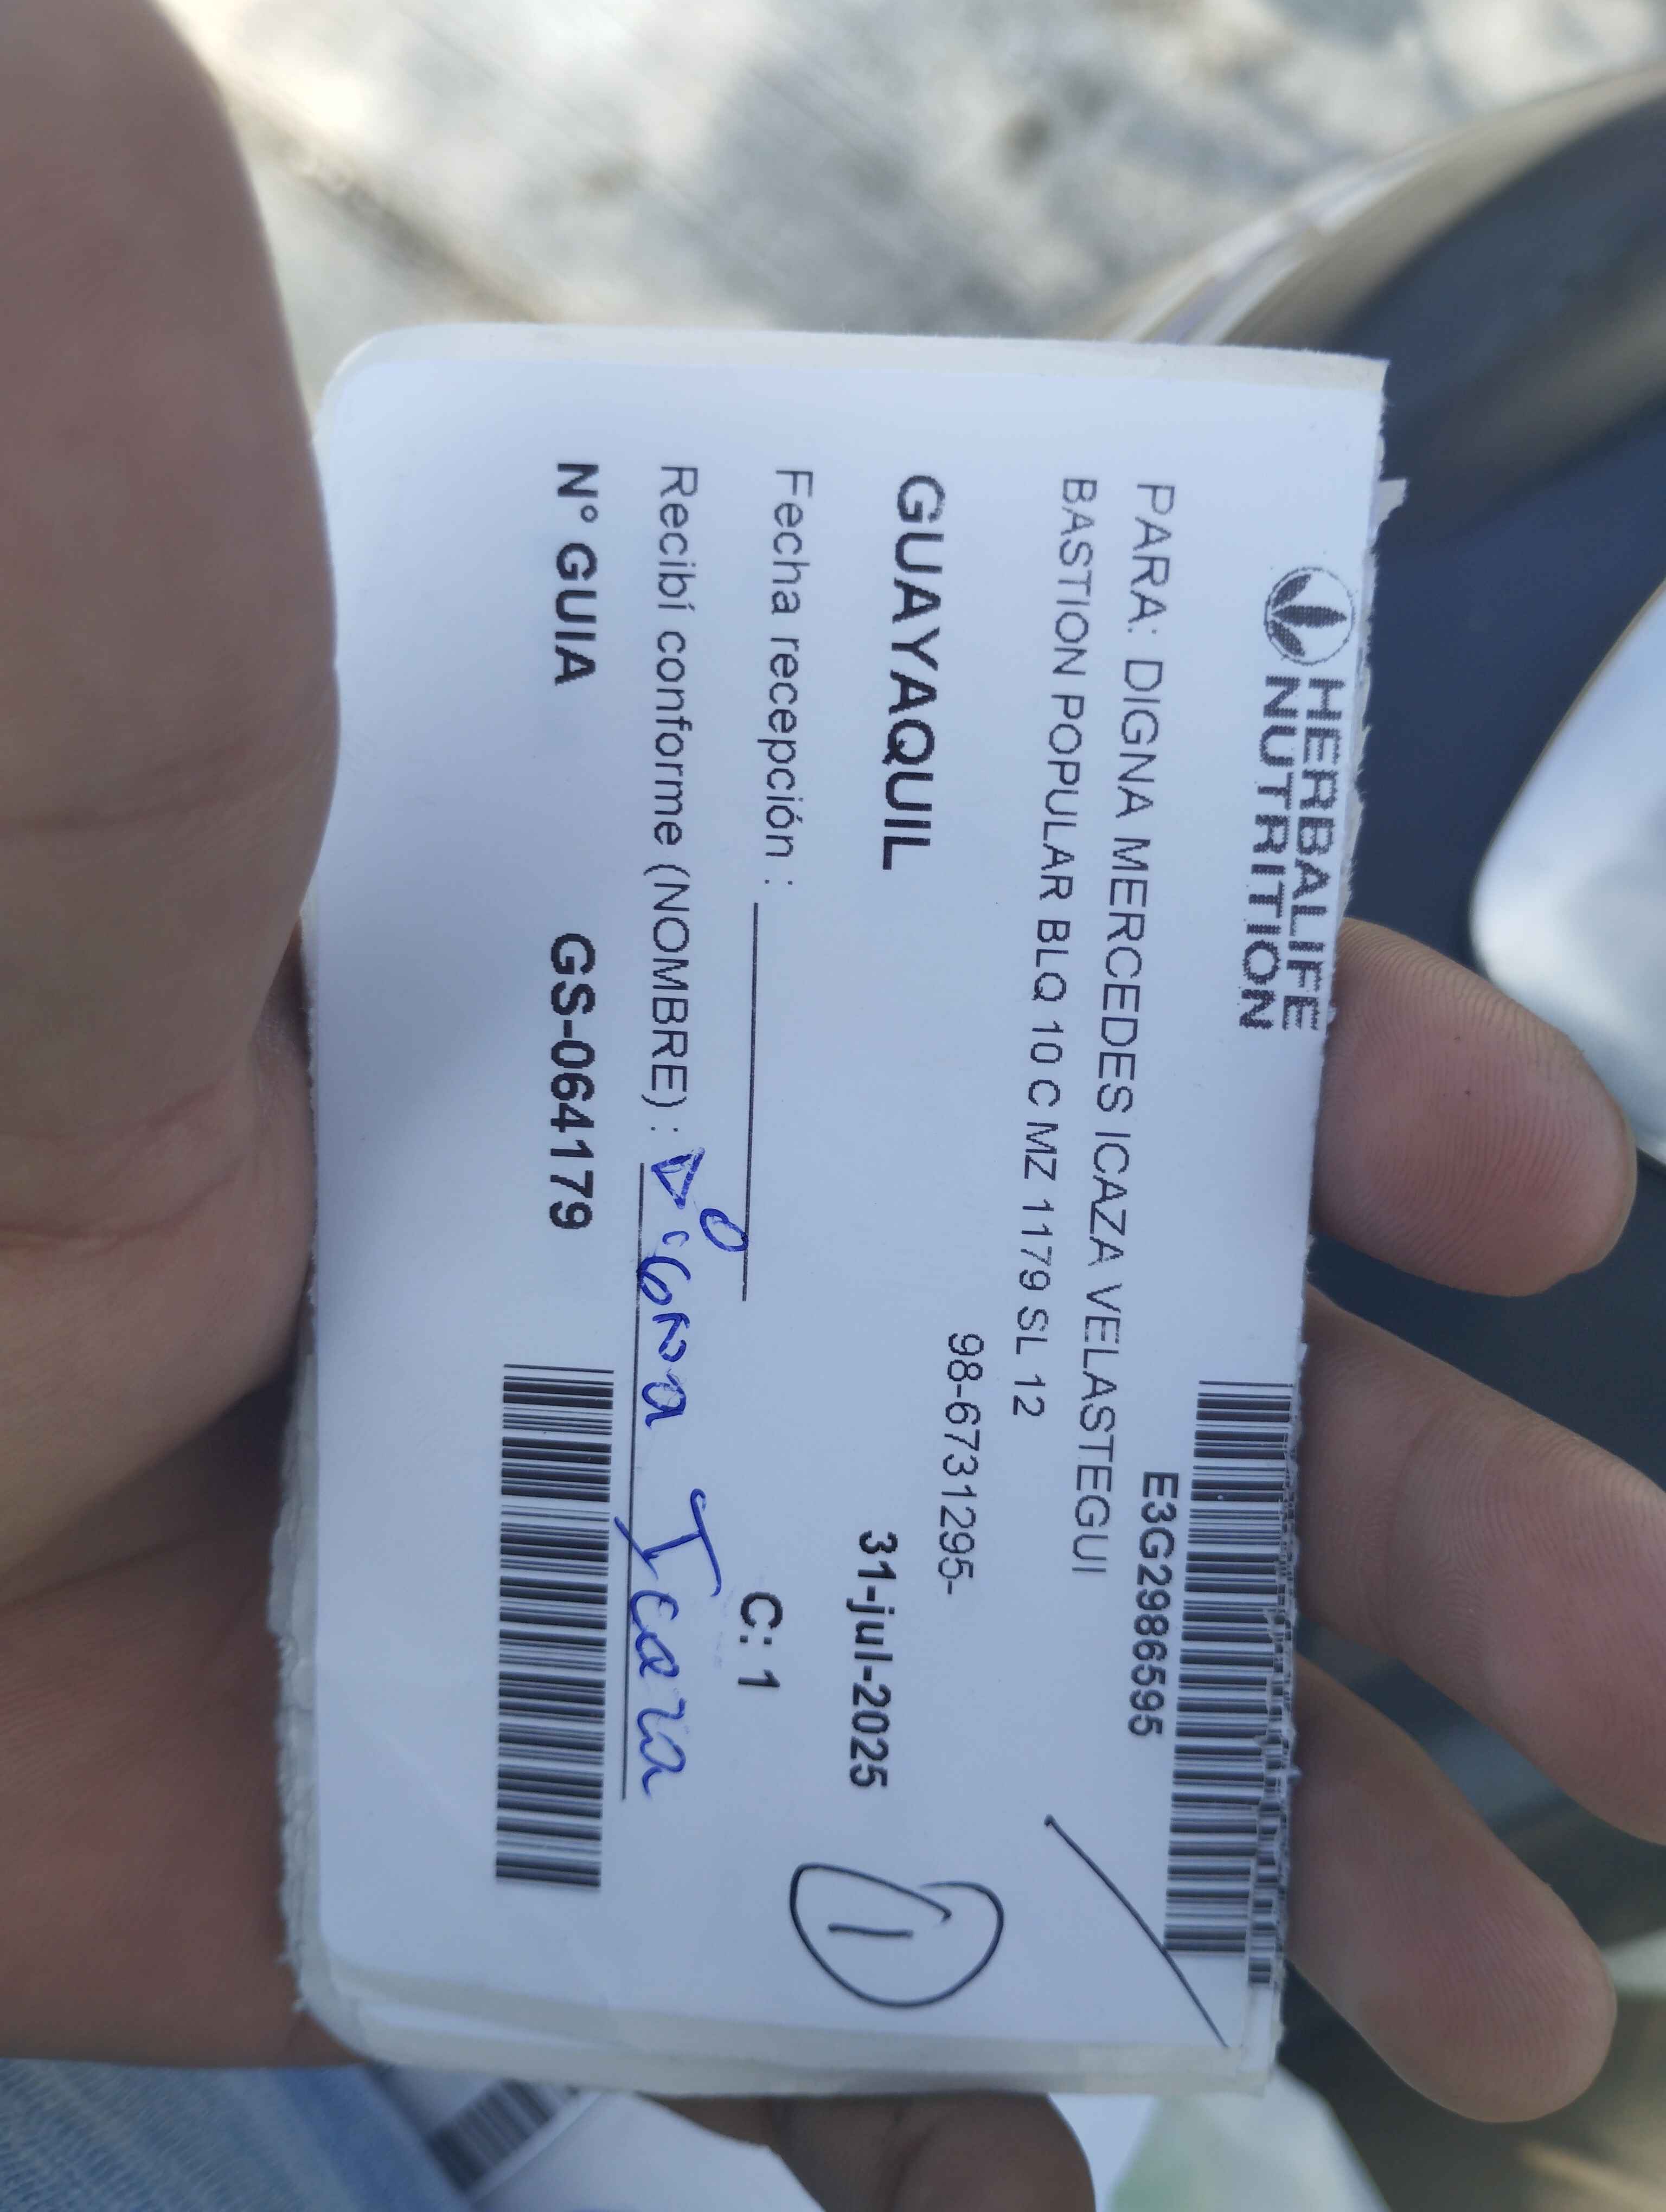 HERBALIFE
NUTRITION
E3G2986595
PARA: DIGNA MERCEDES ICAZA VELASTEGUI
BASTION POPULAR BLQ 10 C MZ 1179 SL 12
98-6731295-
GUAYAQUIL
31-jul-2025
1
Fecha recepción :
C: 1
Recibí conforme (NOMBRE) : Digna Icaza
Nº GUIA GS-064179